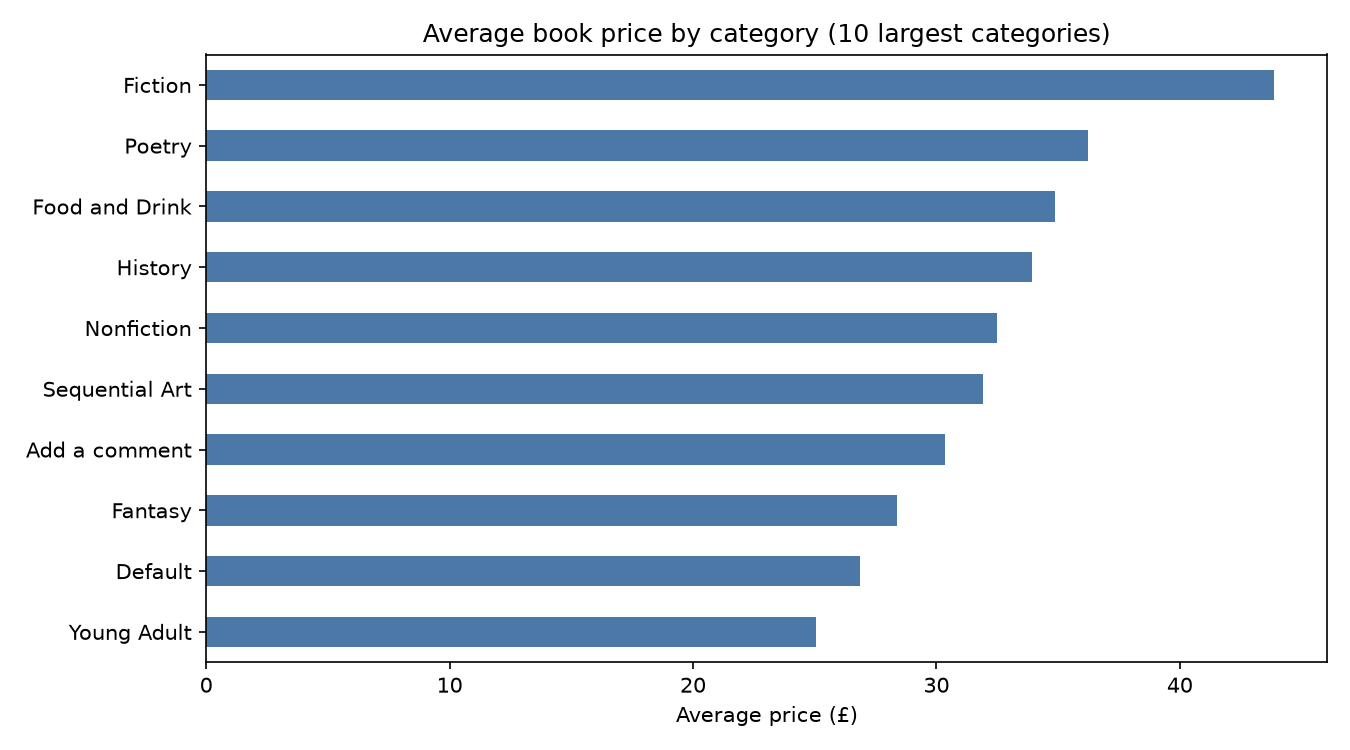 Average book price by category (10 largest categories)
Fiction
Poetry
Food and Drink
History
Nonfiction
Sequential Art
Add a comment
Fantasy
Default
Young Adult
0 10 20 30 40
Average price (£)